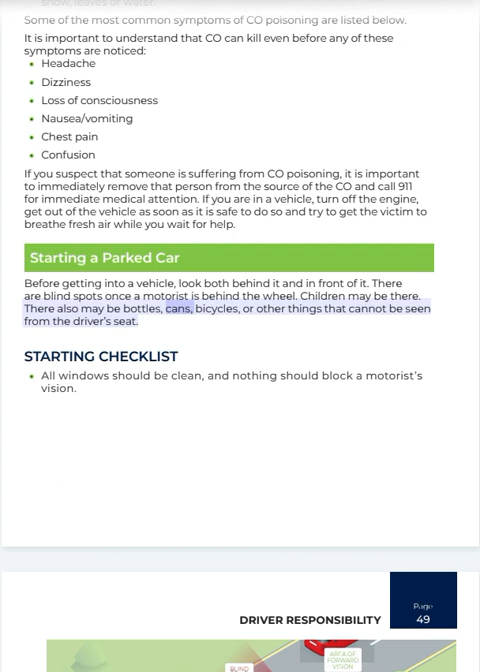 snow, leaves or water.
Some of the most common symptoms of CO poisoning are listed below.
It is important to understand that CO can kill even before any of these
symptoms are noticed:
• Headache
• Dizziness
• Loss of consciousness
• Nausea/vomiting
• Chest pain
• Confusion
If you suspect that someone is suffering from CO poisoning, it is important
to immediately remove that person from the source of the CO and call 911
for immediate medical attention. If you are in a vehicle, turn off the engine,
get out of the vehicle as soon as it is safe to do so and try to get the victim to
breathe fresh air while you wait for help.
Starting a Parked Car
Before getting into a vehicle, look both behind it and in front of it. There
are blind spots once a motorist is behind the wheel. Children may be there.
There also may be bottles, cans, bicycles, or other things that cannot be seen
from the driver’s seat.
STARTING CHECKLIST
• All windows should be clean, and nothing should block a motorist’s
vision.
Page
DRIVER RESPONSIBILITY 49
AREA OF
FORWARD
VISION
BLIND